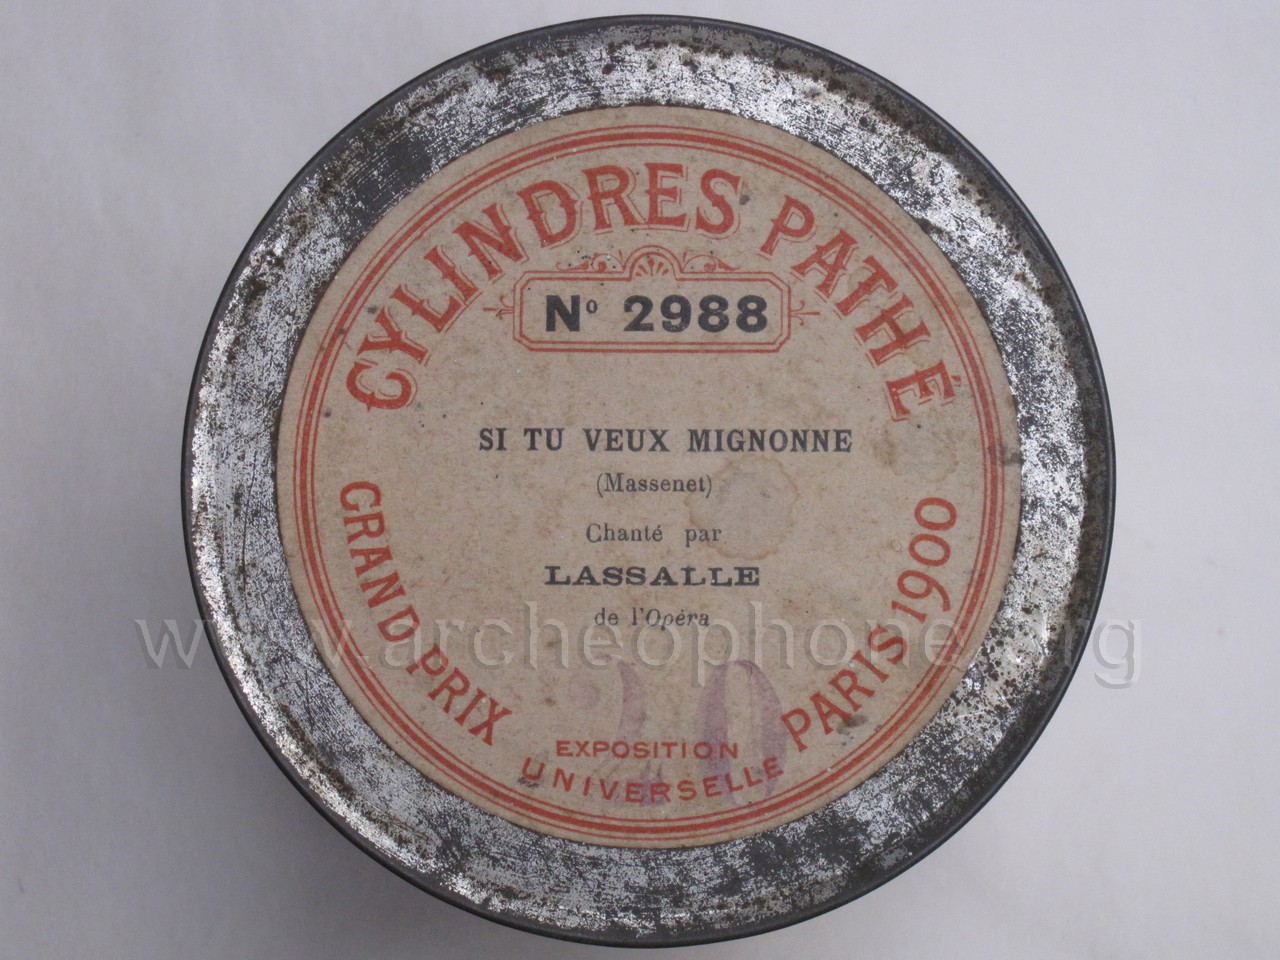 CYLINDRES PATHÉ
Nº 2988
SI TU VEUX MIGNONNE
(Massenet)
Chanté par
LASSALLE
de l'Opéra
www.archeophone.org
20
GRAND PRIX
EXPOSITION
UNIVERSELLE
PARIS 1900